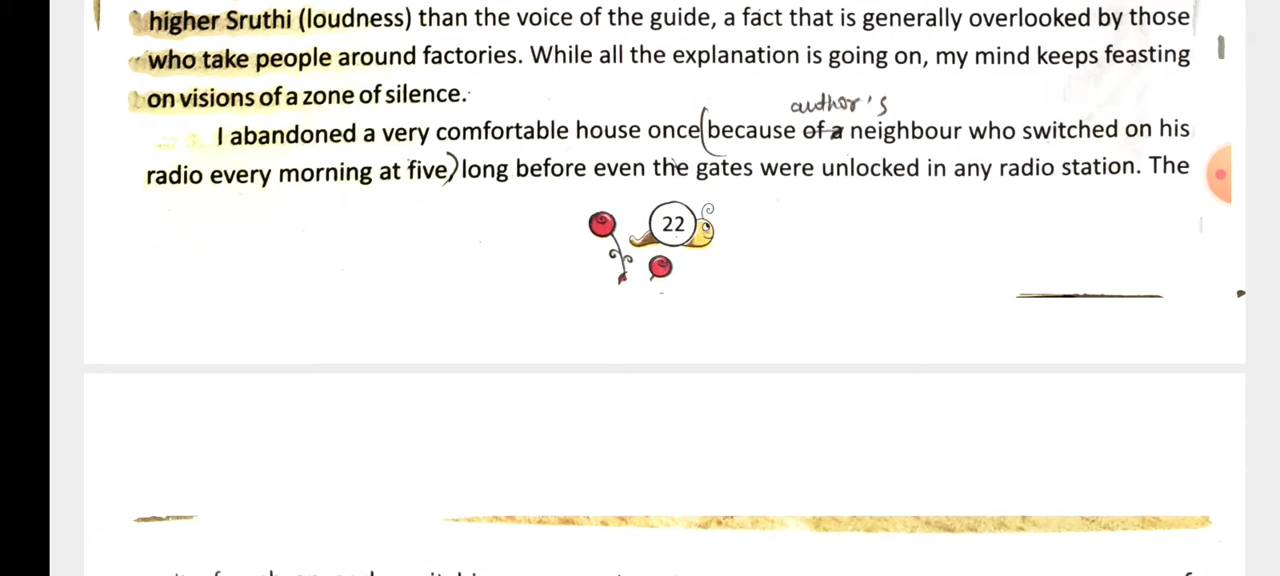 higher Sruthi (loudness) than the voice of the guide, a fact that is generally overlooked by those
who take people around factories. While all the explanation is going on, my mind keeps feasting
on visions of a zone of silence.
author's
I abandoned a very comfortable house once (because of a neighbour who switched on his
radio every morning at five) long before even the gates were unlocked in any radio station. The
22